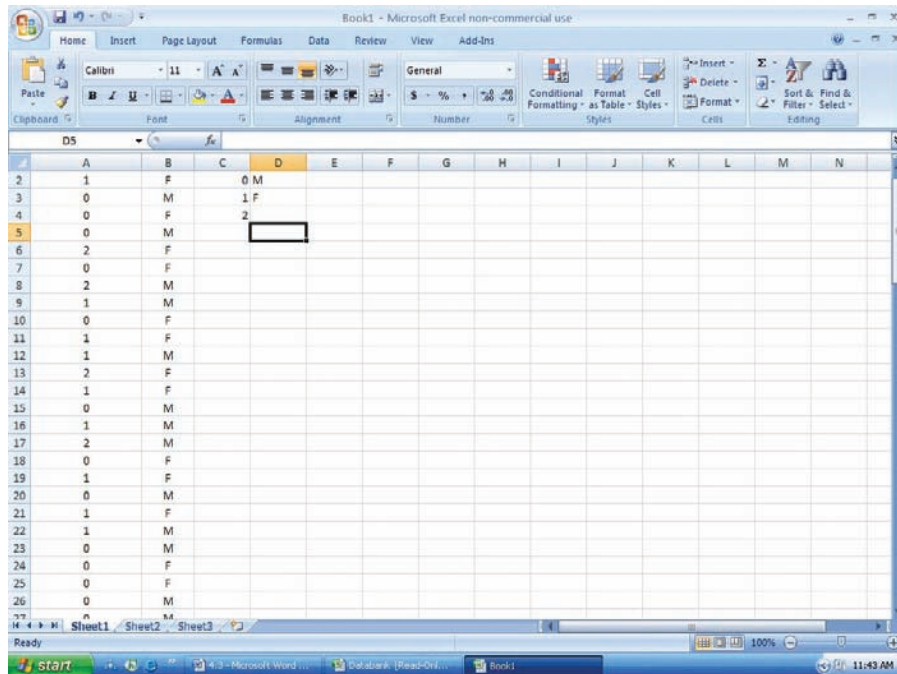 Book1 - Microsoft Excel non-commercial use
Home Insert Page Layout Formulas Data Review View Add-Ins
Calibri 11 A A General Insert Σ
Paste B I U A $ % , .00 .0 Conditional Formatting as Table Format Cell Styles Delete Format Sort & Filter Find & Select
Clipboard Font Alignment Number Styles Cells Editing
D5 fx
A B C D E F G H I J K L M N
2 1 F 0 M
3 0 M 1 F
4 0 F 2
5 0 M
6 2 F
7 0 F
8 2 M
9 1 M
10 0 F
11 1 F
12 1 M
13 2 F
14 1 F
15 0 M
16 1 M
17 2 M
18 0 F
19 1 F
20 0 M
21 1 F
22 1 M
23 0 M
24 0 F
25 0 F
26 0 M
27 0 M
Sheet1 Sheet2 Sheet3
Ready 100%
start 4.3 - Microsoft Word ... Databank [Read-Onl... Book1 11:43 AM